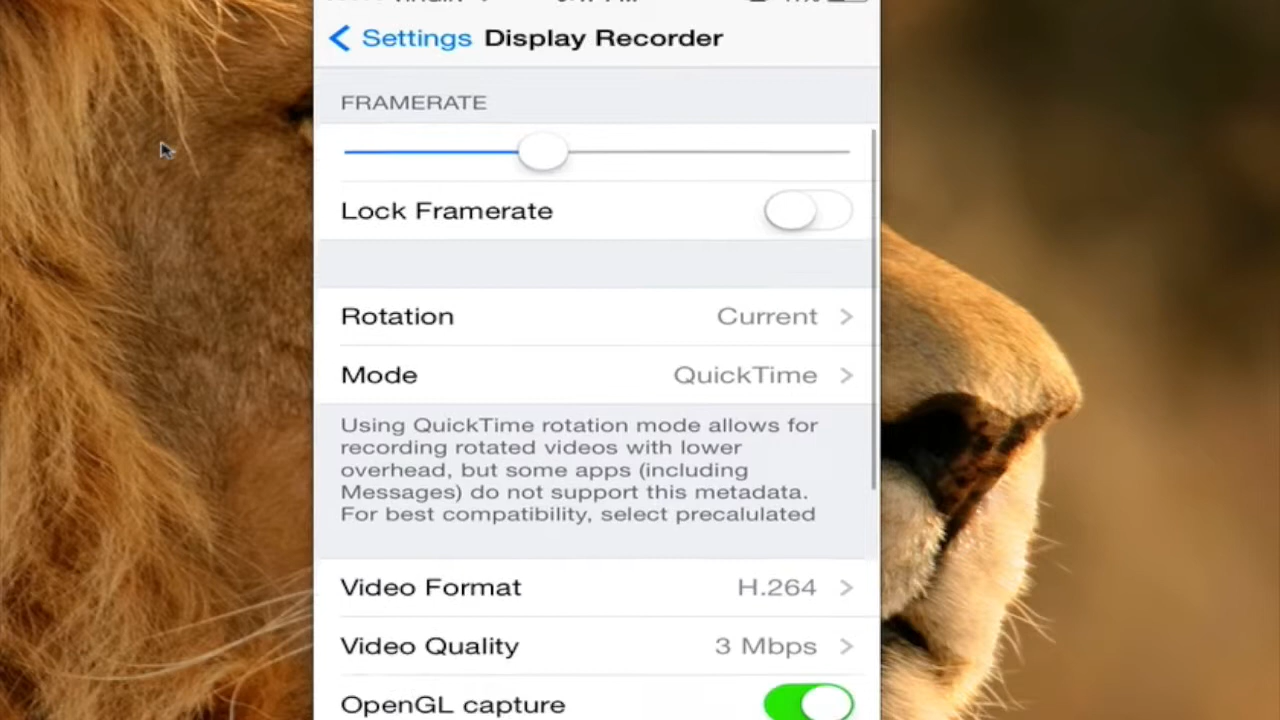 Settings Display Recorder
FRAMERATE
Lock Framerate
Rotation Current
Mode QuickTime
Using QuickTime rotation mode allows for
recording rotated videos with lower
overhead, but some apps (including
Messages) do not support this metadata.
For best compatibility, select precalulated
Video Format H.264
Video Quality 3 Mbps
OpenGL capture